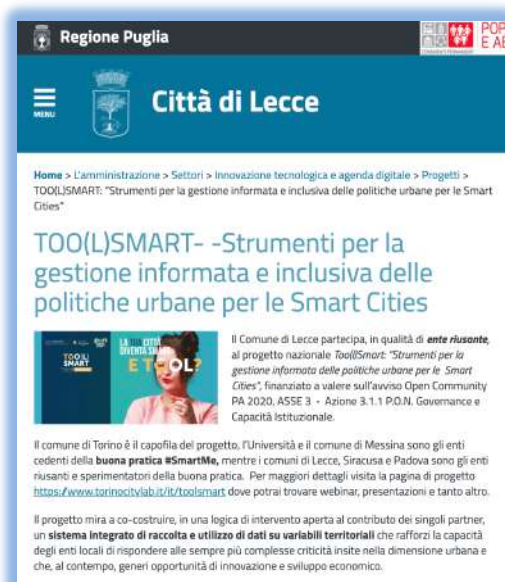 Regione Puglia
MENU
Città di Lecce
Home > L'amministrazione > Settori > Innovazione tecnologica e agenda digitale > Progetti >
TOO(L)SMART: "Strumenti per la gestione informata e inclusiva delle politiche urbane per le Smart
Cities"
TOO(L)SMART- -Strumenti per la
gestione informata e inclusiva delle
politiche urbane per le Smart Cities
TOO(L)
SMART
LA TUA CITTÀ
DIVENTA SMART
E TOOL?
Il Comune di Lecce partecipa, in qualità di ente riusante,
al progetto nazionale Too(l)Smart: "Strumenti per la
gestione informata delle politiche urbane per le Smart
Cities", finanziato a valere sull'avviso Open Community
PA 2020, ASSE 3 - Azione 3.1.1 P.O.N. Governance e
Capacità Istituzionale.
Il comune di Torino è il capofila del progetto, l'Università e il comune di Messina sono gli enti
cedenti della buona pratica #SmartMe, mentre i comuni di Lecce, Siracusa e Padova sono gli enti
riusanti e sperimentatori della buona pratica. Per maggiori dettagli visita la pagina di progetto
https://www.torinocitylab.it/it/toolsmart dove potrai trovare webinar, presentazioni e tanto altro.
Il progetto mira a co-costruire, in una logica di intervento aperta al contributo dei singoli partner,
un sistema integrato di raccolta e utilizzo di dati su variabili territoriali che rafforzi la capacità
degli enti locali di rispondere alle sempre più complesse criticità insite nella dimensione urbana e
che, al contempo, generi opportunità di innovazione e sviluppo economico.